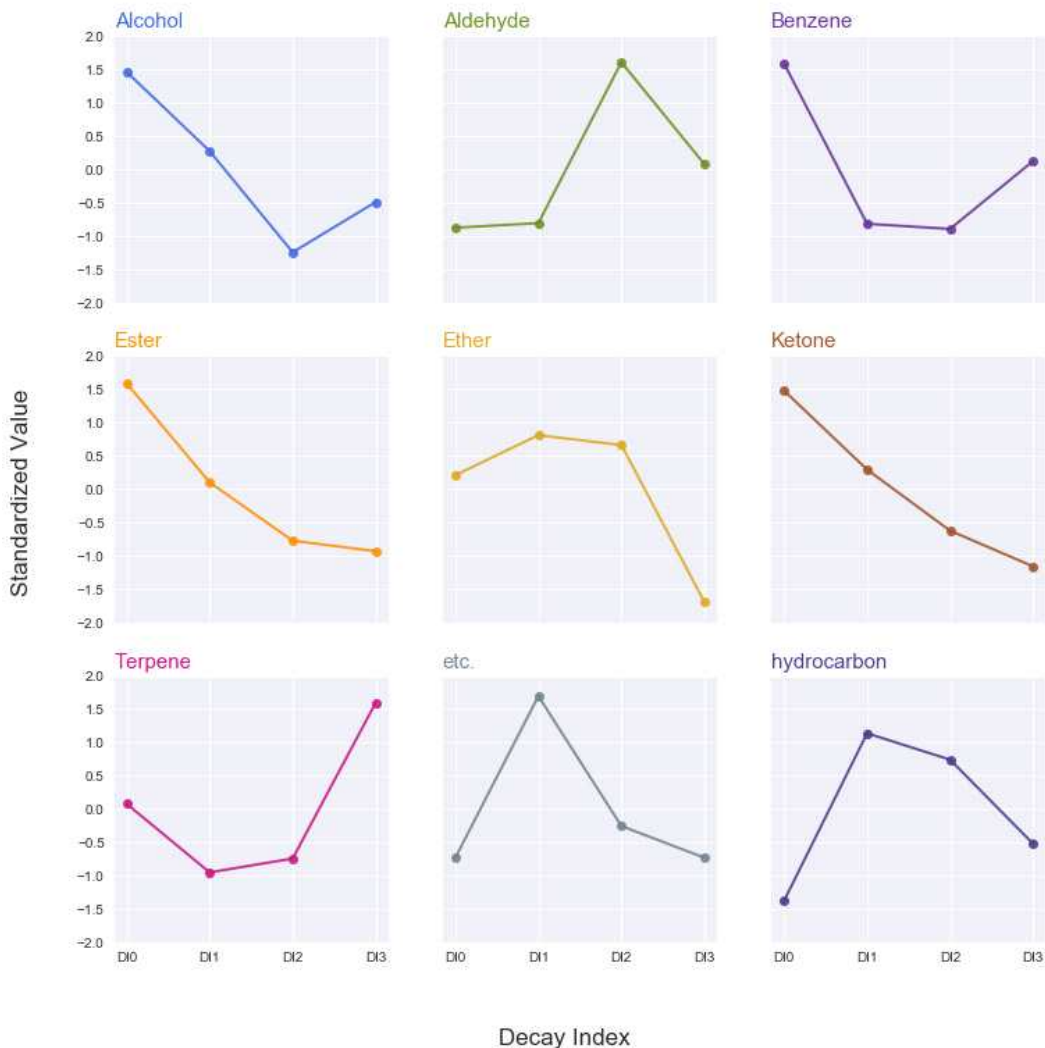 Alcohol
Aldehyde
Benzene
2.0
1.5
1.0
0.5
0.0
−0.5
−1.0
−1.5
−2.0
Ester
Ether
Ketone
2.0
1.5
1.0
0.5
0.0
−0.5
−1.0
−1.5
−2.0
Standardized Value
Terpene
etc.
hydrocarbon
2.0
1.5
1.0
0.5
0.0
−0.5
−1.0
−1.5
−2.0
DI0 DI1 DI2 DI3
DI0 DI1 DI2 DI3
DI0 DI1 DI2 DI3
Decay Index